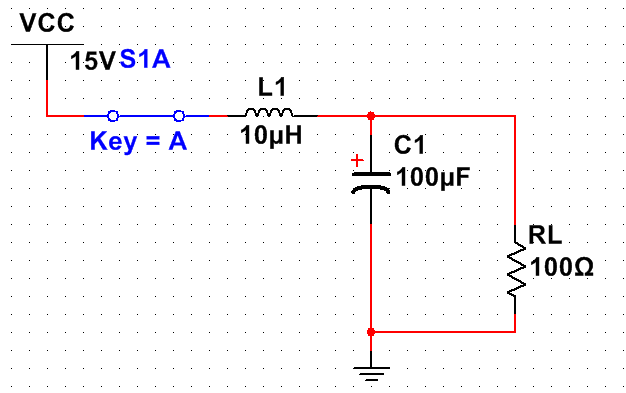 VCC
15V S1A
Key = A
L1
10µH
C1
+
100µF
RL
100Ω